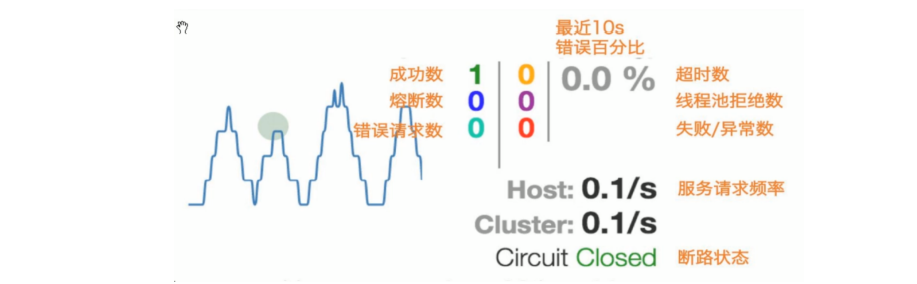 最近10s
错误百分比
成功数 1 0 0.0 % 超时数
熔断数 0 0 线程池拒绝数
错误请求数 0 0 失败/异常数
Host: 0.1/s 服务请求频率
Cluster: 0.1/s
Circuit Closed 断路状态